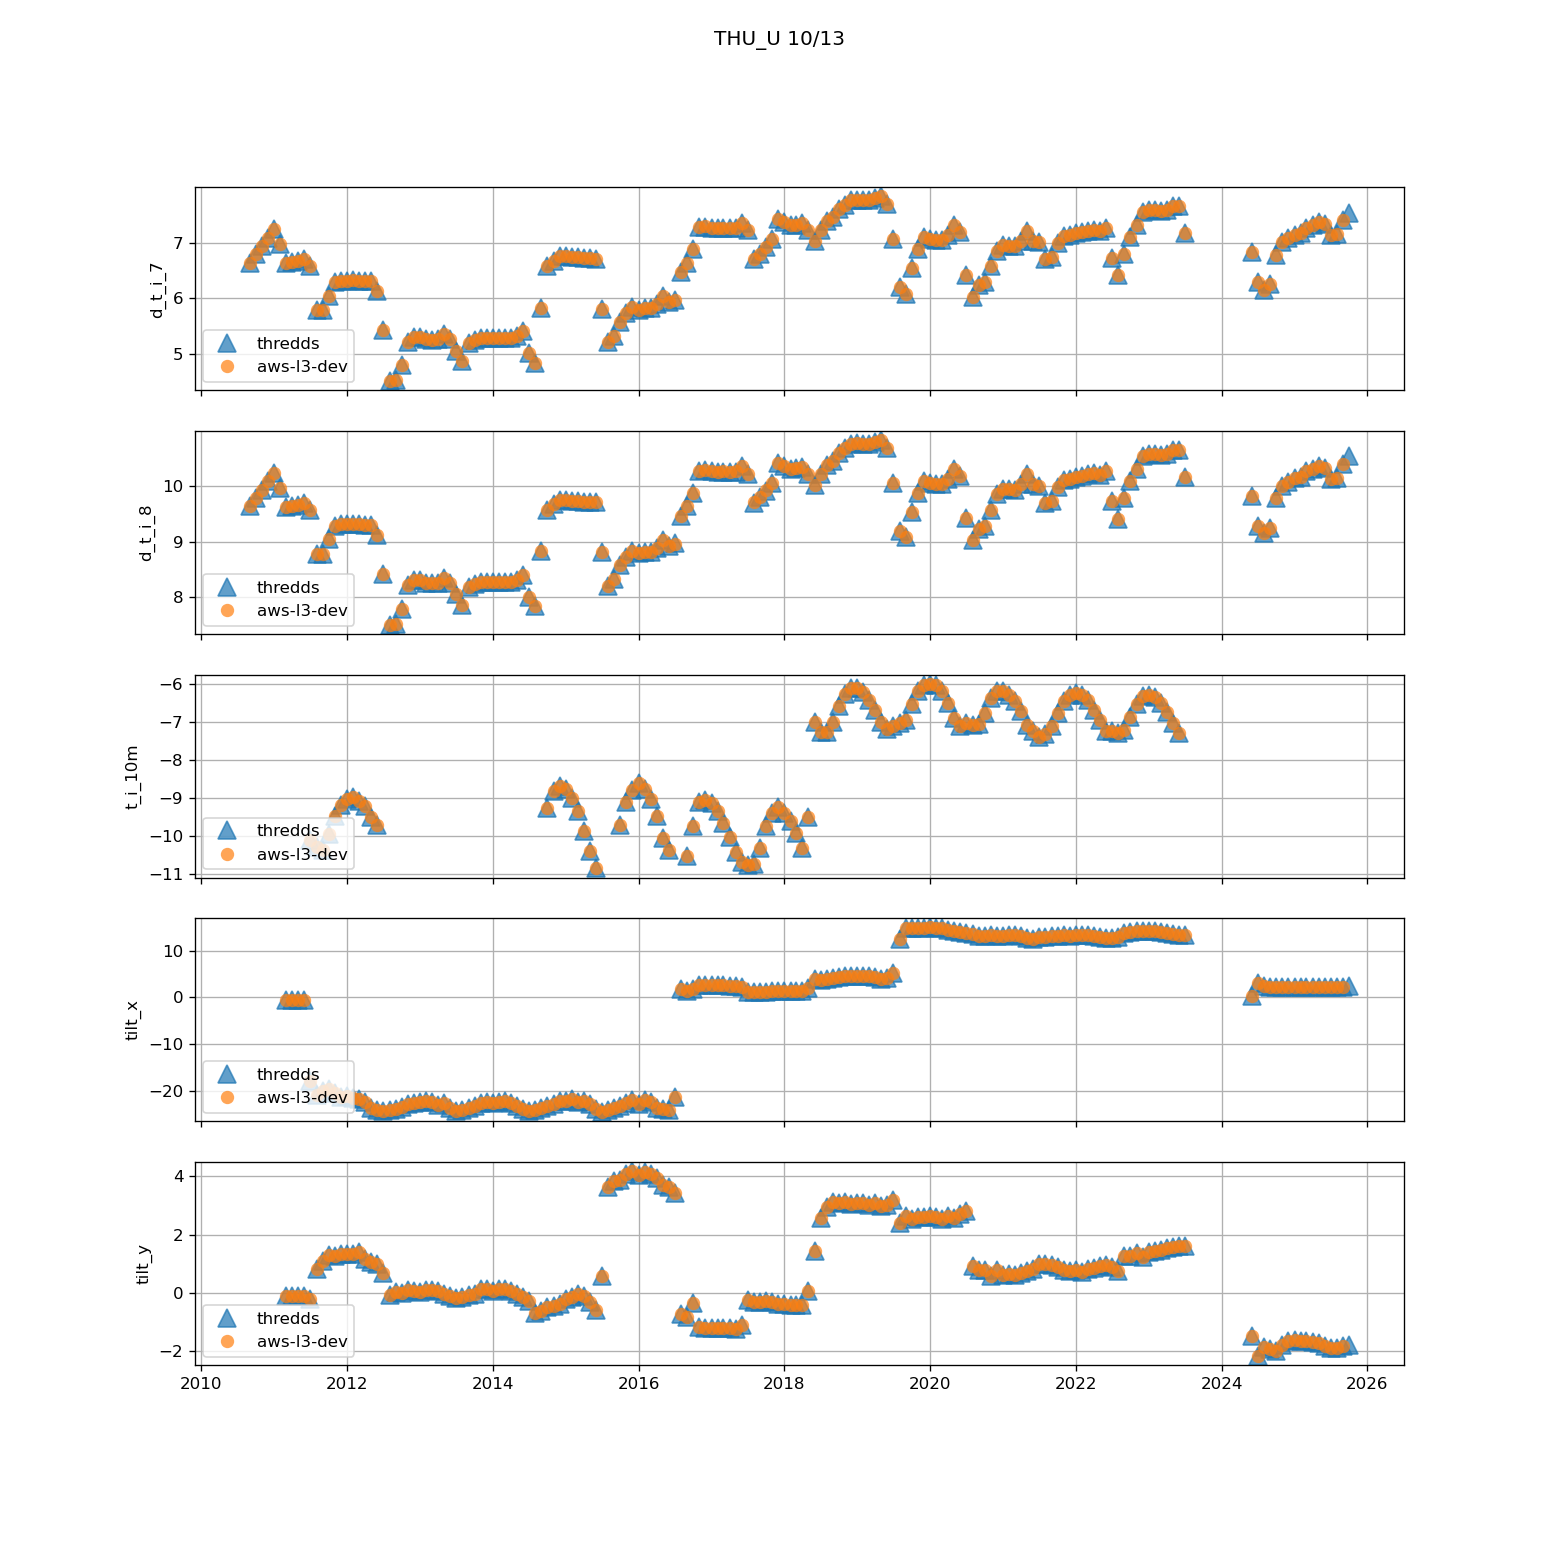 THU_U 10/13
7
6
5
d_t_i_7
thredds
aws-l3-dev
10
9
8
d_t_i_8
thredds
aws-l3-dev
−6
−7
−8
−9
−10
−11
t_i_10m
thredds
aws-l3-dev
10
0
−10
−20
tilt_x
thredds
aws-l3-dev
4
2
0
−2
tilt_y
thredds
aws-l3-dev
2010 2012 2014 2016 2018 2020 2022 2024 2026